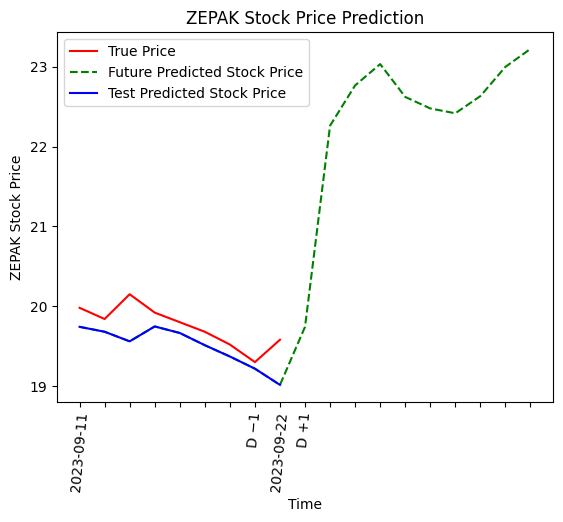 ZEPAK Stock Price Prediction
True Price
Future Predicted Stock Price
Test Predicted Stock Price
ZEPAK Stock Price
23
22
21
20
19
2023-09-11
D −1
2023-09-22
D +1
Time